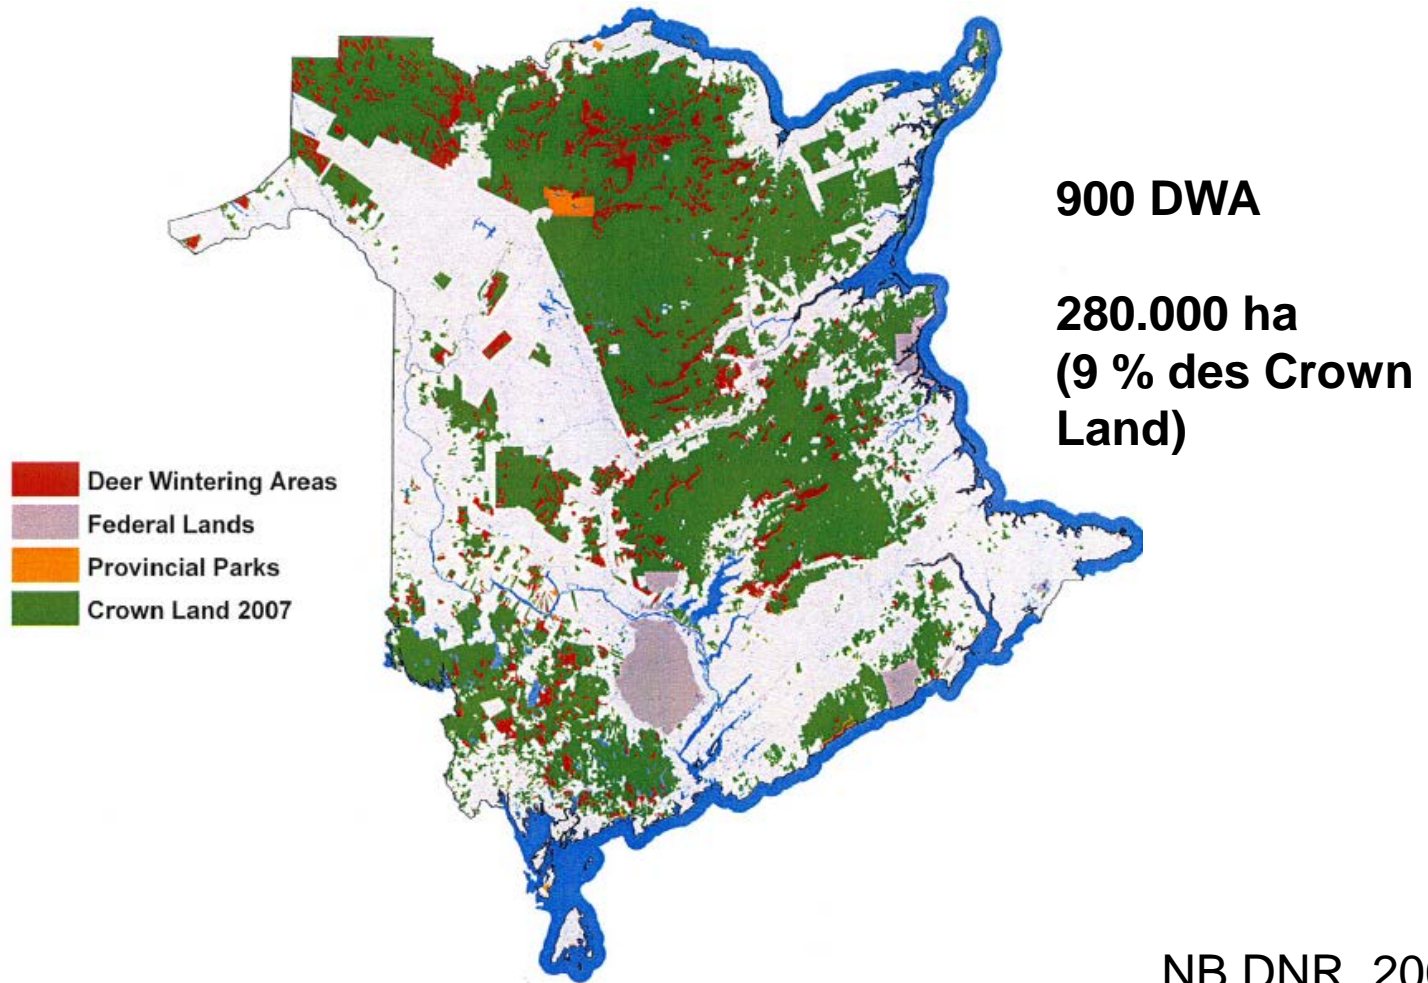 900 DWA
280.000 ha
(9 % des Crown
Land)
Deer Wintering Areas
Federal Lands
Provincial Parks
Crown Land 2007
NB DNR